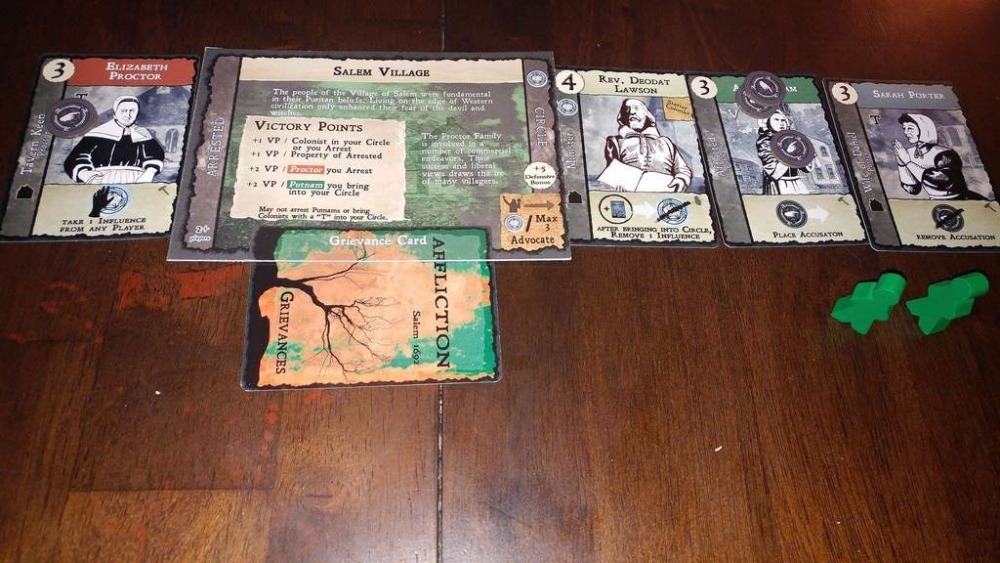 3
ELIZABETH
PROCTOR
TAKE 1 INFLUENCE
FROM ANY PLAYER
SALEM VILLAGE
ARRESTED
CIRCLE
The people of the Village of Salem were fundamental
in their Puritan beliefs. Living on the edge of Western
civilization only enhanced their fear of the devil and
witches.
VICTORY POINTS
+1 VP / Colonist in your Circle
or you Arrest
+1 VP / Property of Arrested
+2 VP / Proctor you Arrest
+2 VP / Putnam you bring
into your Circle
May not arrest Putnams or bring
Colonists with a "T" into your Circle.
The Proctor Family
is involved in a
number of commercial
endeavors. Their
success and liberal
views draws the ire
of many villagers.
+5
Defensive
Bonus
/ Max
3
Advocate
players
Grievance Card
AFFLICTION
Salem 1692
GRIEVANCES
4
REV. DEODAT
LAWSON
Minister
AFTER BRINGING INTO CIRCLE,
REMOVE 1 INFLUENCE
3
PLACE ACCUSATON
3
SARAH PORTER
T
REMOVE ACCUSATION